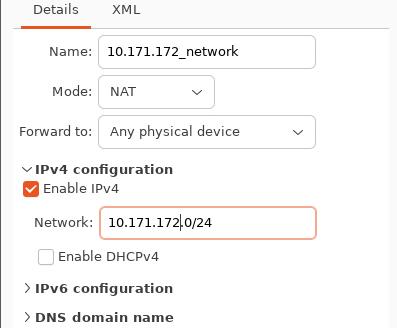 Details XML
Name: 10.171.172_network
Mode: NAT
Forward to: Any physical device
IPv4 configuration
Enable IPv4
Network: 10.171.172.0/24
Enable DHCPv4
IPv6 configuration
DNS domain name